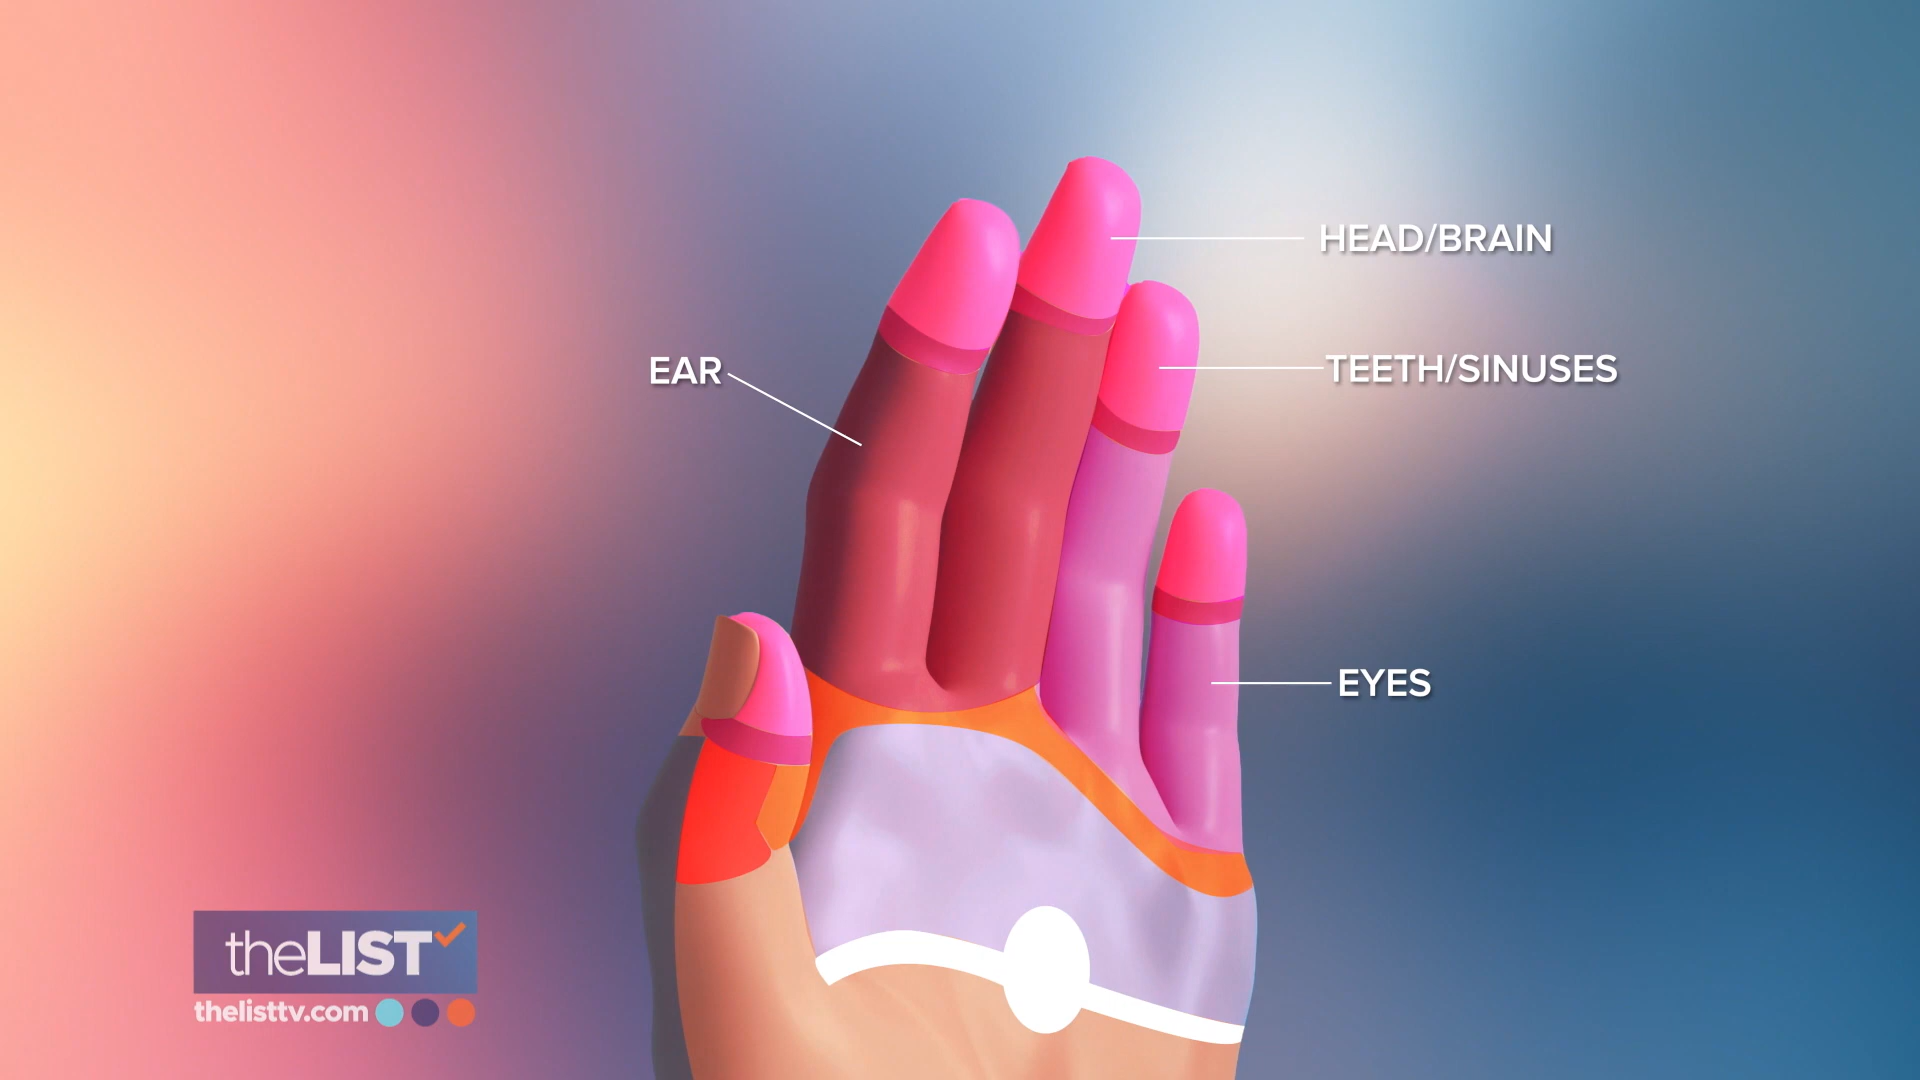 HEAD/BRAIN
TEETH/SINUSES
EAR
EYES
theLIST
thelisttv.com